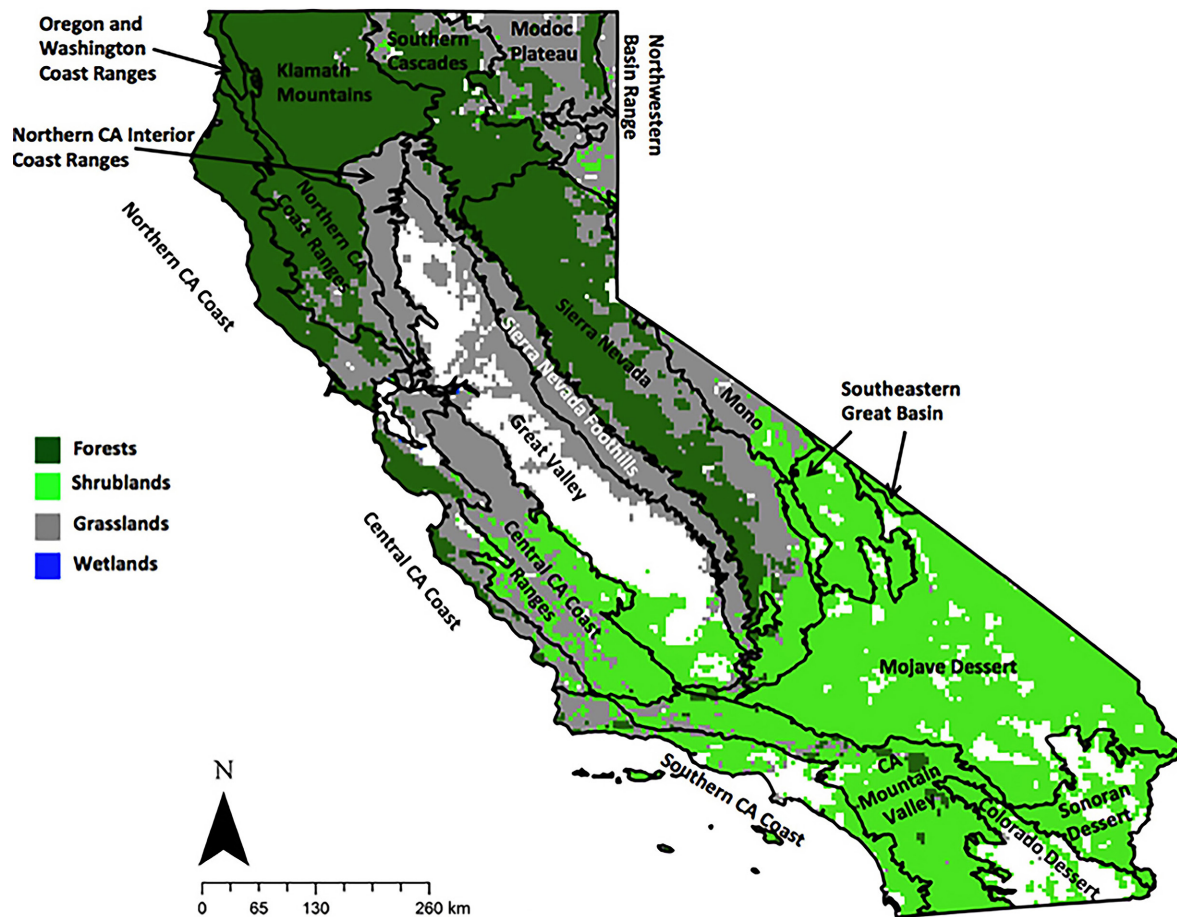 Oregon and
Washington
Coast Ranges
Klamath
Mountains
Southern
Cascades
Modoc
Plateau
Northwestern
Basin Range
Northern CA Interior
Coast Ranges
Northern CA
Coast Ranges
Northern CA Coast
Sierra Nevada
Sierra Nevada Foothills
Great Valley
Mono
Southeastern
Great Basin
Forests
Shrublands
Grasslands
Wetlands
Central CA Coast
Central CA Coast
Ranges
Mojave Dessert
Southern CA Coast
CA
Mountain
Valley
Colorado Dessert
Sonoran
Dessert
N
0 65 130 260 km